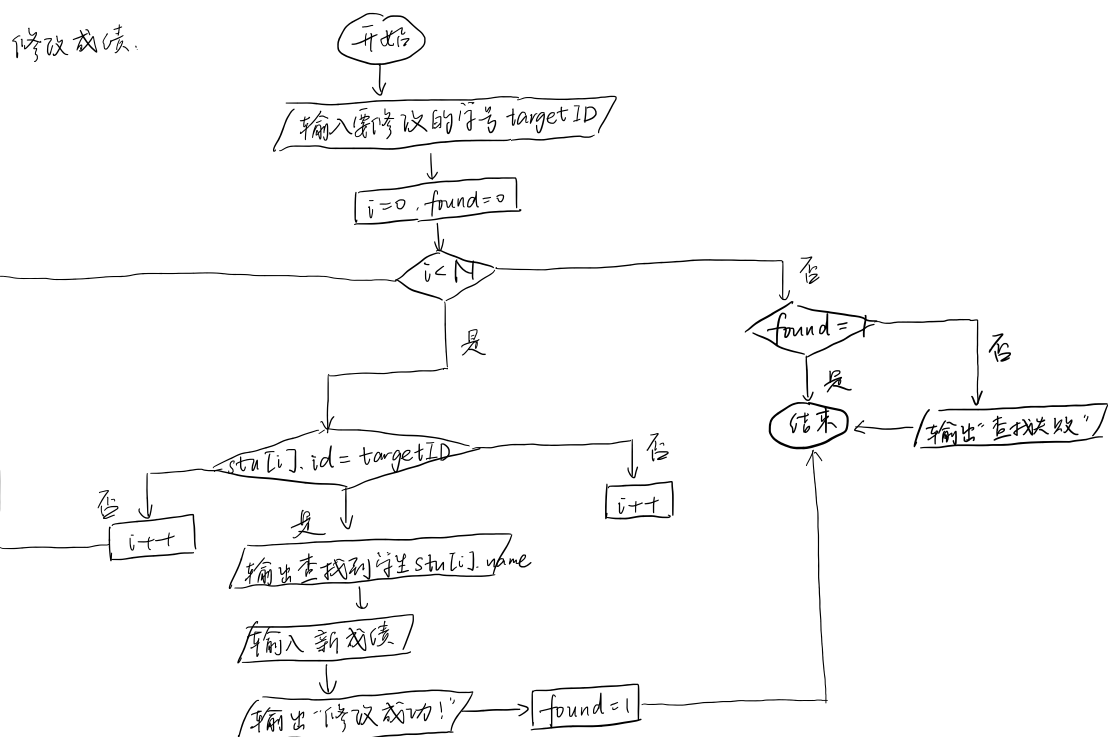 修改成绩.
开始
输入要修改的学号 targetID
i=0,found=0
i<N
否
found=1
是
否
是
结束
输出"查找失败"
stu[i].id=targetID
否
否
i++
i++
是
输出查找到学生stu[i].name
输入新成绩
输出"修改成功!"
found=1